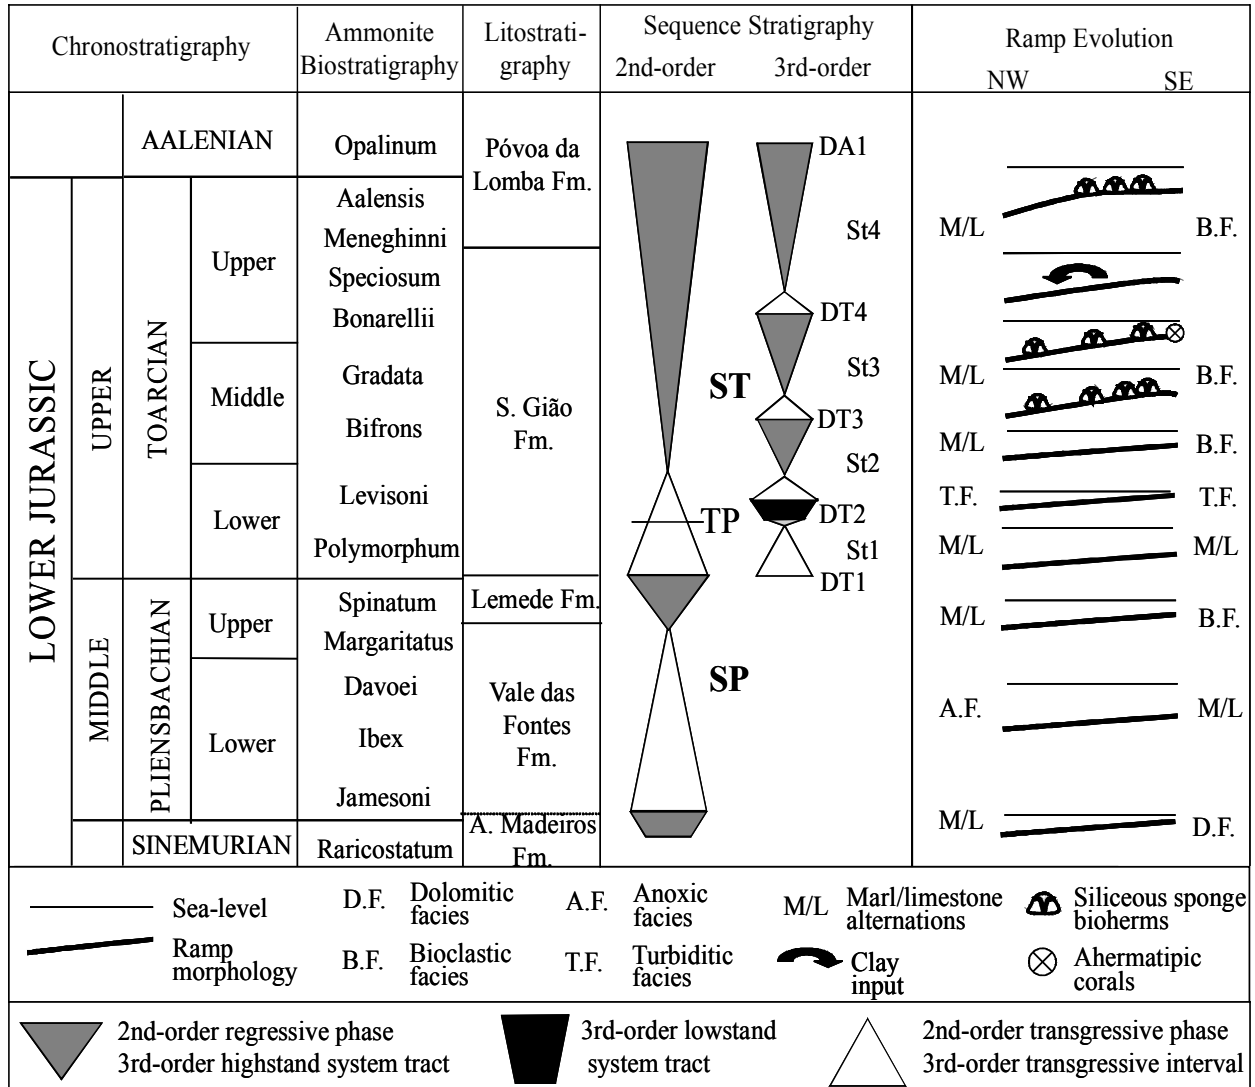 Chronostratigraphy
Ammonite
Biostratigraphy
Litostrati-
graphy
Sequence Stratigraphy
2nd-order
3rd-order
Ramp Evolution
NW
SE
LOWER JURASSIC
UPPER
MIDDLE
AALENIAN
TOARCIAN
PLIENSBACHIAN
SINEMURIAN
Upper
Middle
Lower
Upper
Lower
Opalinum
Aalensis
Meneghinni
Speciosum
Bonarellii
Gradata
Bifrons
Levisoni
Polymorphum
Spinatum
Margaritatus
Davoei
Ibex
Jamesoni
Raricostatum
Póvoa da
Lomba Fm.
S. Gião
Fm.
Lemede Fm.
Vale das
Fontes
Fm.
A. Madeiros
Fm.
ST
TP
SP
DA1
St4
DT4
St3
DT3
St2
DT2
St1
DT1
M/L
B.F.
M/L
B.F.
M/L
B.F.
T.F.
T.F.
M/L
M/L
M/L
B.F.
A.F.
M/L
M/L
D.F.
Sea-level
Ramp
morphology
D.F.
Dolomitic
facies
B.F.
Bioclastic
facies
A.F.
Anoxic
facies
T.F.
Turbiditic
facies
M/L
Marl/limestone
alternations
Clay
input
Siliceous sponge
bioherms
Ahermatipic
corals
2nd-order regressive phase
3rd-order highstand system tract
3rd-order lowstand
system tract
2nd-order transgressive phase
3rd-order transgressive interval